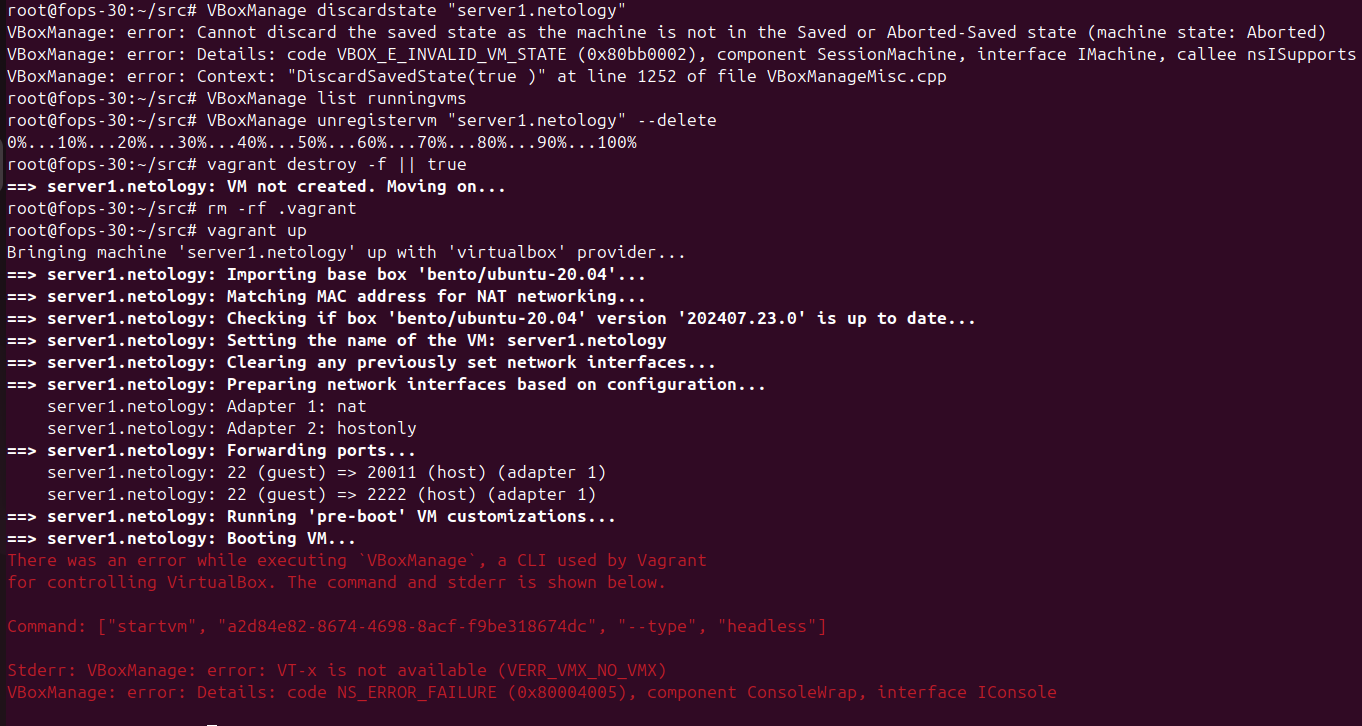 root@fops-30:~/src# VBoxManage discardstate "server1.netology"
VBoxManage: error: Cannot discard the saved state as the machine is not in the Saved or Aborted-Saved state (machine state: Aborted)
VBoxManage: error: Details: code VBOX_E_INVALID_VM_STATE (0x80bb0002), component SessionMachine, interface IMachine, callee nsISupports
VBoxManage: error: Context: "DiscardSavedState(true )" at line 1252 of file VBoxManageMisc.cpp
root@fops-30:~/src# VBoxManage list runningvms
root@fops-30:~/src# VBoxManage unregistervm "server1.netology" --delete
0%...10%...20%...30%...40%...50%...60%...70%...80%...90%...100%
root@fops-30:~/src# vagrant destroy -f || true
==> server1.netology: VM not created. Moving on...
root@fops-30:~/src# rm -rf .vagrant
root@fops-30:~/src# vagrant up
Bringing machine 'server1.netology' up with 'virtualbox' provider...
==> server1.netology: Importing base box 'bento/ubuntu-20.04'...
==> server1.netology: Matching MAC address for NAT networking...
==> server1.netology: Checking if box 'bento/ubuntu-20.04' version '202407.23.0' is up to date...
==> server1.netology: Setting the name of the VM: server1.netology
==> server1.netology: Clearing any previously set network interfaces...
==> server1.netology: Preparing network interfaces based on configuration...
    server1.netology: Adapter 1: nat
    server1.netology: Adapter 2: hostonly
==> server1.netology: Forwarding ports...
    server1.netology: 22 (guest) => 20011 (host) (adapter 1)
    server1.netology: 22 (guest) => 2222 (host) (adapter 1)
==> server1.netology: Running 'pre-boot' VM customizations...
==> server1.netology: Booting VM...
There was an error while executing `VBoxManage`, a CLI used by Vagrant
for controlling VirtualBox. The command and stderr is shown below.
Command: ["startvm", "a2d84e82-8674-4698-8acf-f9be318674dc", "--type", "headless"]
Stderr: VBoxManage: error: VT-x is not available (VERR_VMX_NO_VMX)
VBoxManage: error: Details: code NS_ERROR_FAILURE (0x80004005), component ConsoleWrap, interface IConsole